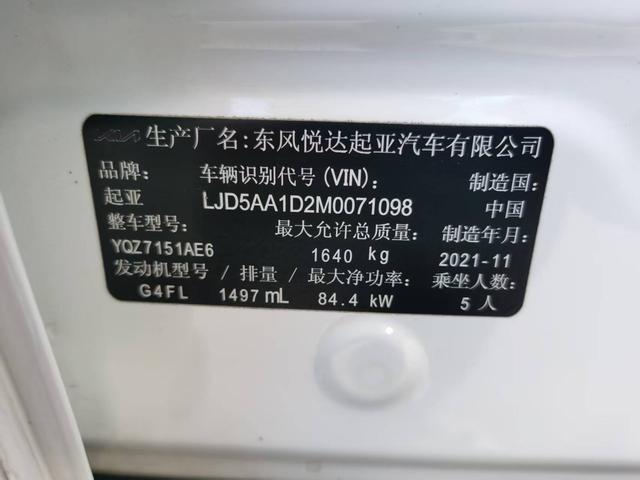 KIA 生产厂名:东风悦达起亚汽车有限公司
品牌: 车辆识别代号(VIN): 制造国:
起亚 LJD5AA1D2M0071098 中国
整车型号: 最大允许总质量: 制造年月:
YQZ7151AE6 1640 kg 2021-11
发动机型号 / 排量 / 最大净功率: 乘坐人数:
G4FL 1497 mL 84.4 kW 5 人